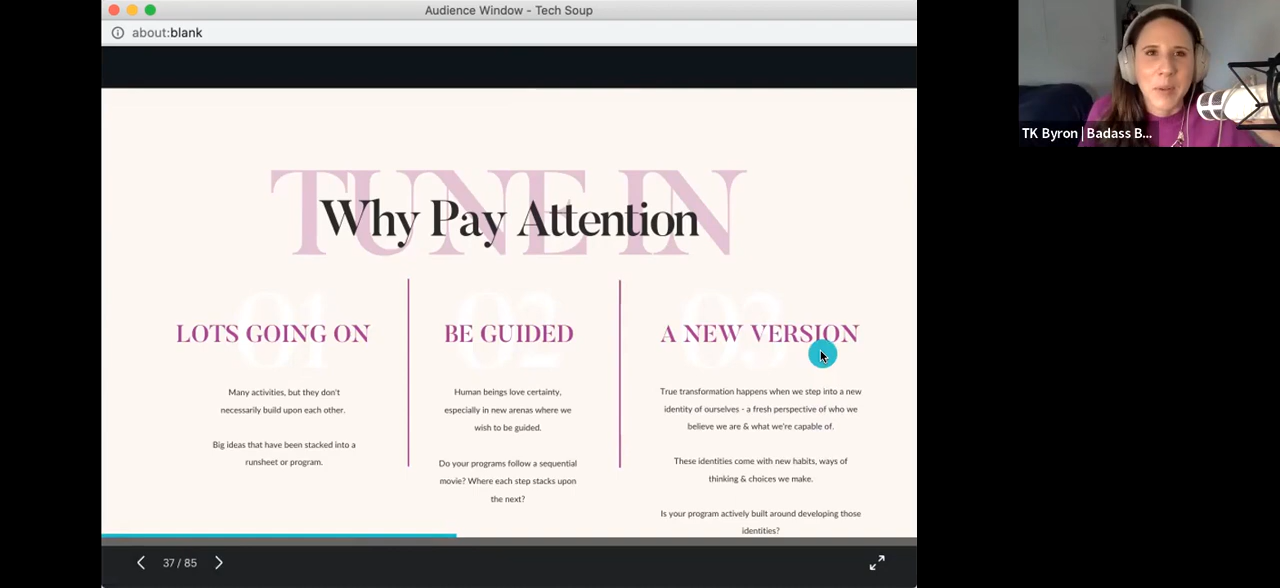 Audience Window - Tech Soup
about:blank
TK Byron | Badass B...
TUNE IN
Why Pay Attention
01
LOTS GOING ON
Many activities, but they don't
necessarily build upon each other.
Big ideas that have been stacked into a
runsheet or program.
02
BE GUIDED
Human beings love certainty,
especially in new arenas where we
wish to be guided.
Do your programs follow a sequential
movie? Where each step stacks upon
the next?
03
A NEW VERSION
True transformation happens when we step into a new
identity of ourselves - a fresh perspective of who we
believe we are & what we're capable of.
These identities come with new habits, ways of
thinking & choices we make.
Is your program actively built around developing those
identities?
37 / 85